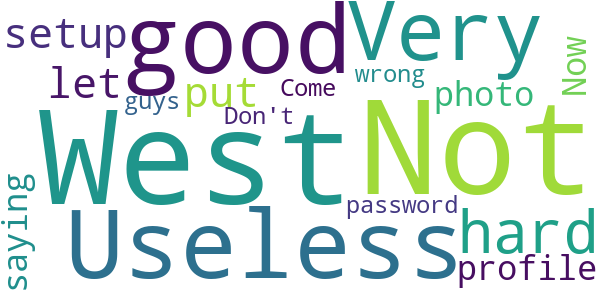 setup good Very
let guys put Come wrong photo Now
Don't
West Not
saying Useless password hard
profile